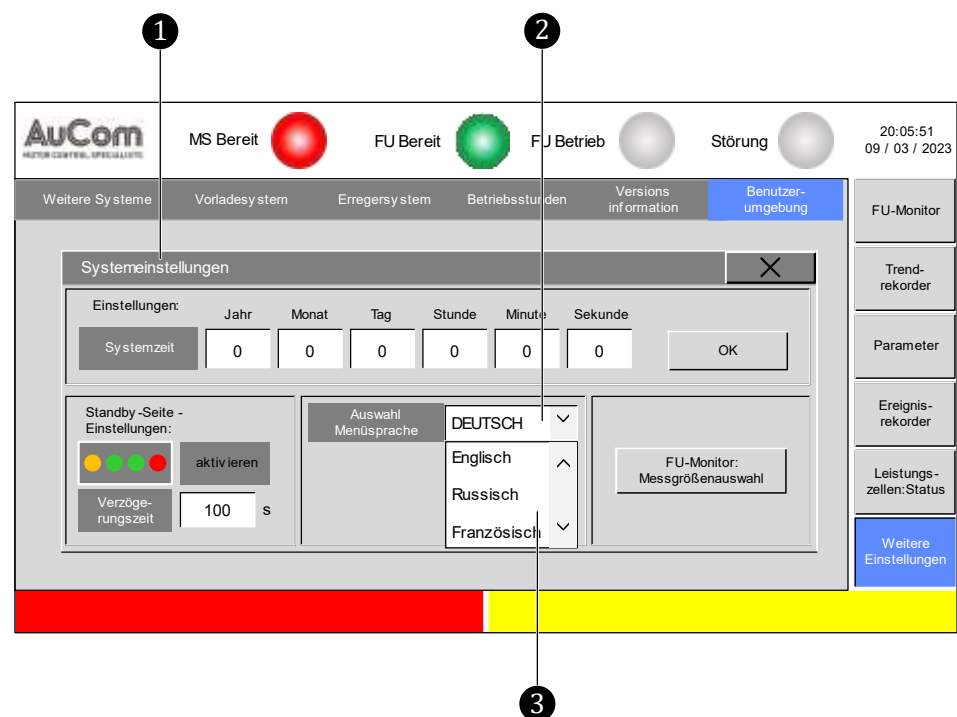 1
2
AuCom
MOTOR CONTROL SPECIALISTS
MS Bereit
FU Bereit
FU Betrieb
Störung
20:05:51
09 / 03 / 2023
Weitere Systeme
Vorladesystem
Erregersystem
Betriebsstunden
Versions
information
Benutzer-
umgebung
FU-Monitor
Trend-
rekorder
Parameter
Ereignis-
rekorder
Leistungs-
zellen:Status
Weitere
Einstellungen
Systemeinstellungen
Einstellungen:
Jahr Monat Tag Stunde Minute Sekunde
Systemzeit
0 0 0 0 0 0
OK
Standby-Seite -
Einstellungen:
aktivieren
Verzöge-
rungszeit
100 s
Auswahl
Menüsprache
DEUTSCH
Englisch
Russisch
Französisch
FU-Monitor:
Messgrößenauswahl
3